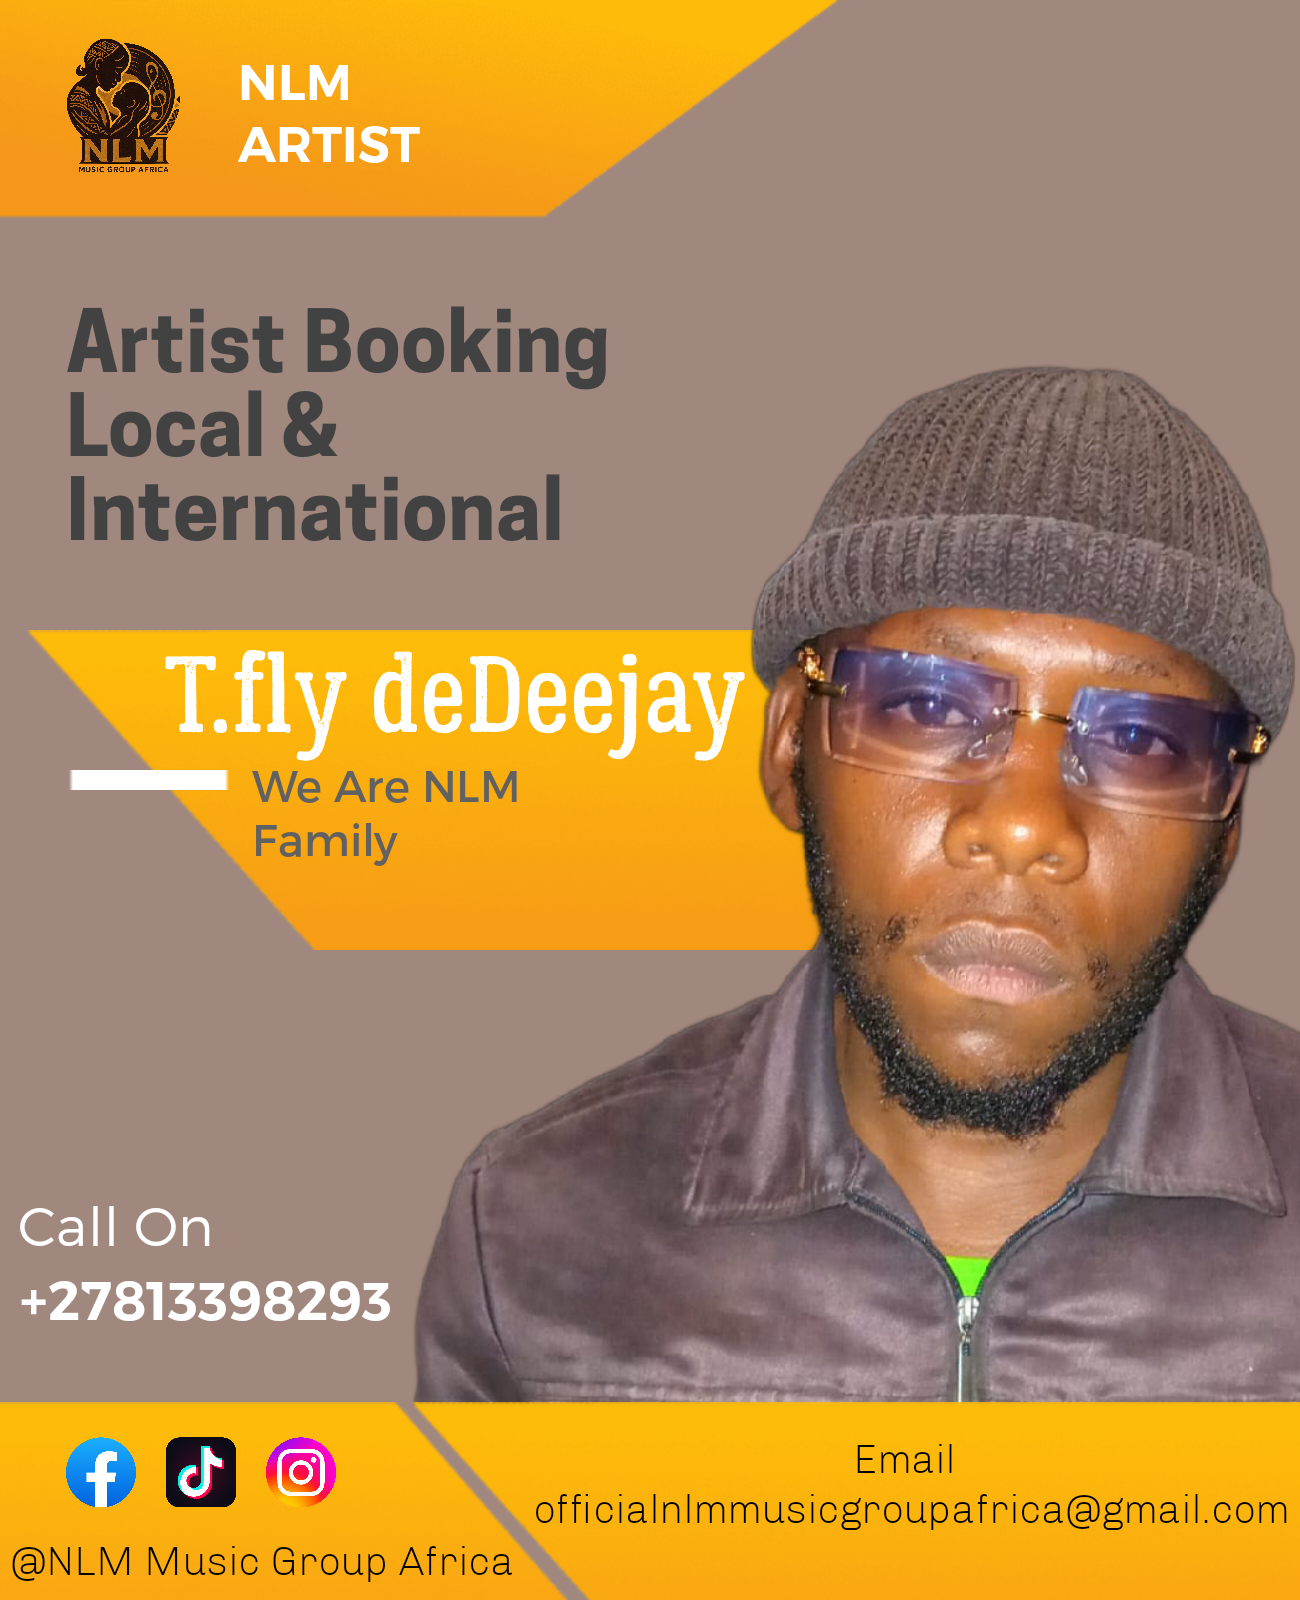 NLM
MUSIC GROUP AFRICA
NLM
ARTIST
Artist Booking
Local &
International
T.fly deDeejay
We Are NLM
Family
Call On
+27813398293
@NLM Music Group Africa
Email
officialnlmmusicgroupafrica@gmail.com